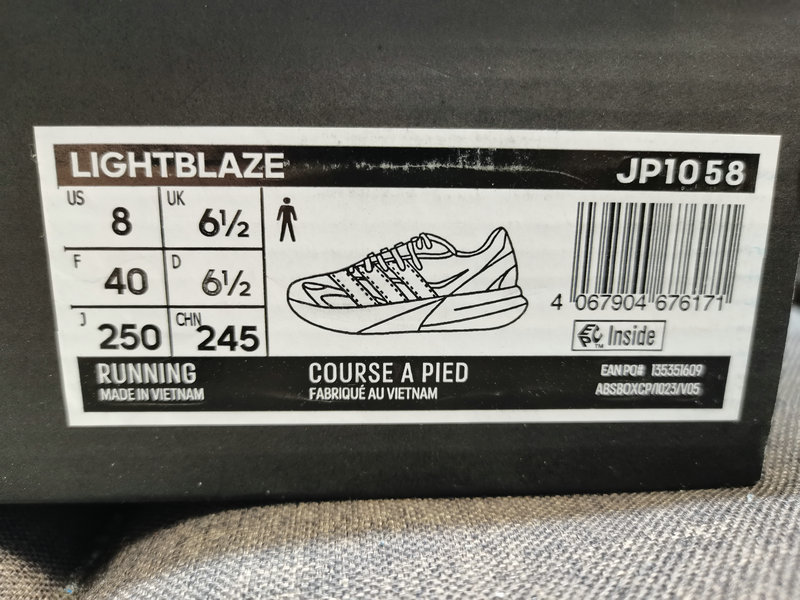 LIGHTBLAZE JP1058
US 8 UK 6½
F 40 D 6½
J 250 CHN 245
4 067904 676171
EPC™ Inside
RUNNING COURSE A PIED EAN PO# 135351609
MADE IN VIETNAM FABRIQUÉ AU VIETNAM ABSBOXCP/1023/V05